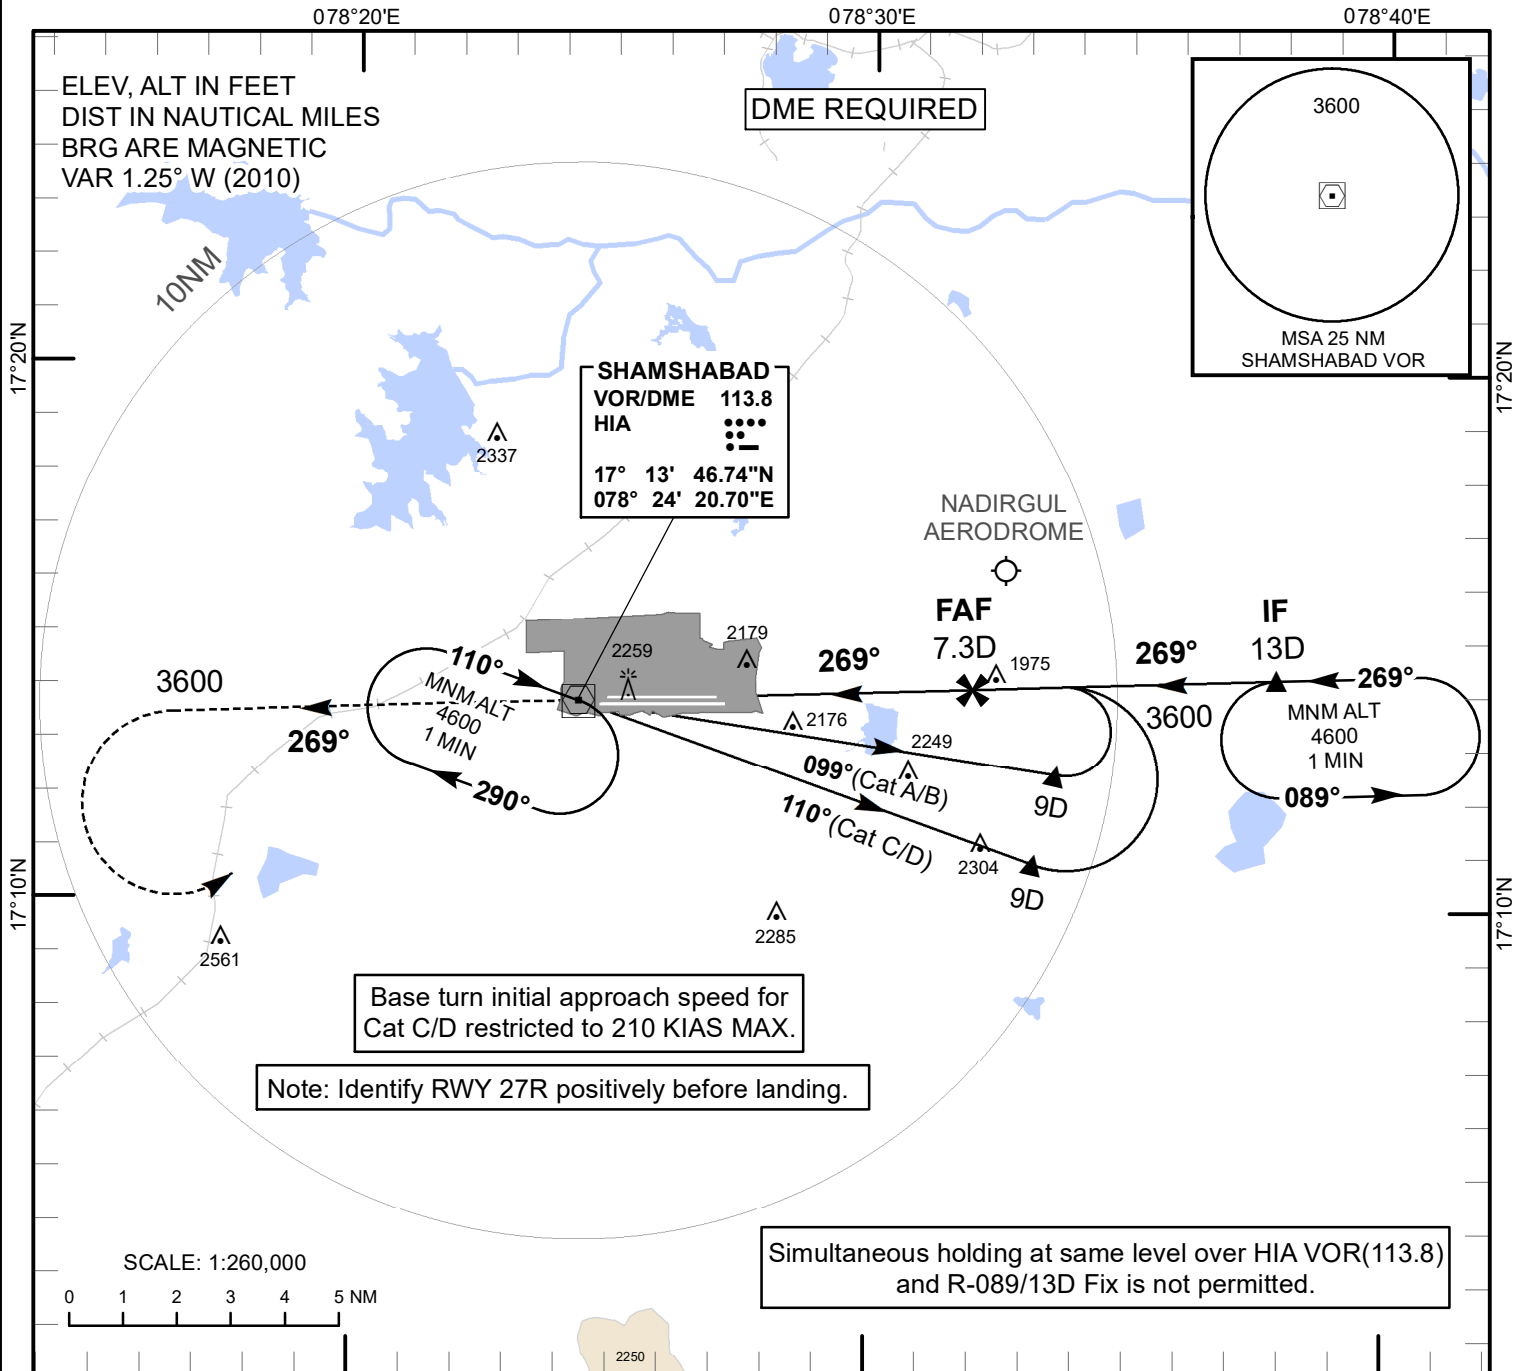 078°20'E
078°30'E
078°40'E
ELEV, ALT IN FEET
DIST IN NAUTICAL MILES
BRG ARE MAGNETIC
VAR 1.25° W (2010)
DME REQUIRED
3600
MSA 25 NM
SHAMSHABAD VOR
10NM
17°20'N
17°20'N
SHAMSHABAD
VOR/DME 113.8
HIA
17° 13' 46.74"N
078° 24' 20.70"E
2337
NADIRGUL
AERODROME
FAF
7.3D
IF
13D
2179
2259
1975
269°
269°
269°
3600
110°
MNM ALT
4600
1 MIN
290°
3600
269°
2176
2249
099°(Cat A/B)
9D
110°(Cat C/D)
2304
9D
MNM ALT
4600
1 MIN
089°
17°10'N
17°10'N
2561
2285
Base turn initial approach speed for
Cat C/D restricted to 210 KIAS MAX.
Note: Identify RWY 27R positively before landing.
Simultaneous holding at same level over HIA VOR(113.8)
and R-089/13D Fix is not permitted.
SCALE: 1:260,000
0 1 2 3 4 5 NM
2250